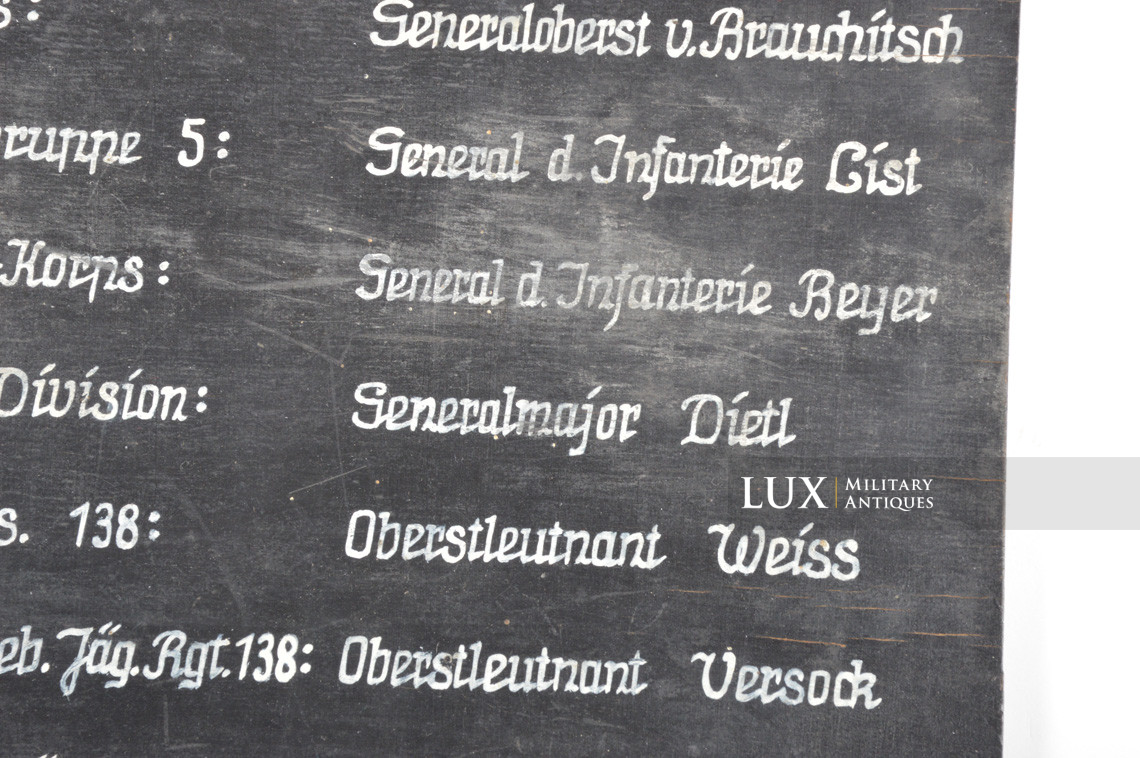 s: Generaloberst v. Brauchitsch
ruppe 5: General d. Infanterie List
-Korps: General d. Infanterie Beyer
Division: Generalmajor Dietl
LUX MILITARY ANTIQUES
s. 138: Oberstleutnant Weiss
eb. Jäg. Rgt. 138: Oberstleutnant Versock